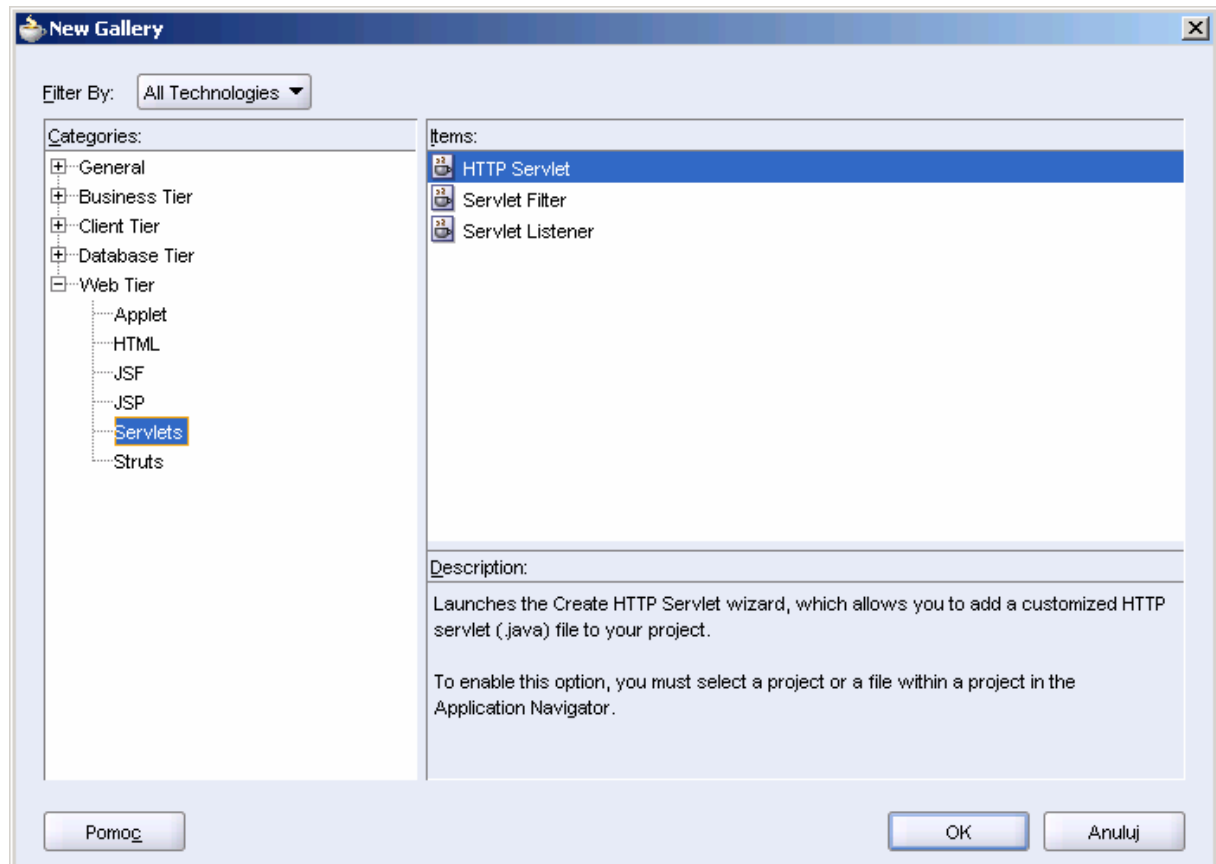 New Gallery
Filter By: All Technologies
Categories:
General
Business Tier
Client Tier
Database Tier
Web Tier
Applet
HTML
JSF
JSP
Servlets
Struts
Items:
HTTP Servlet
Servlet Filter
Servlet Listener
Description:
Launches the Create HTTP Servlet wizard, which allows you to add a customized HTTP
servlet (.java) file to your project.
To enable this option, you must select a project or a file within a project in the
Application Navigator.
Pomoc
OK
Anuluj